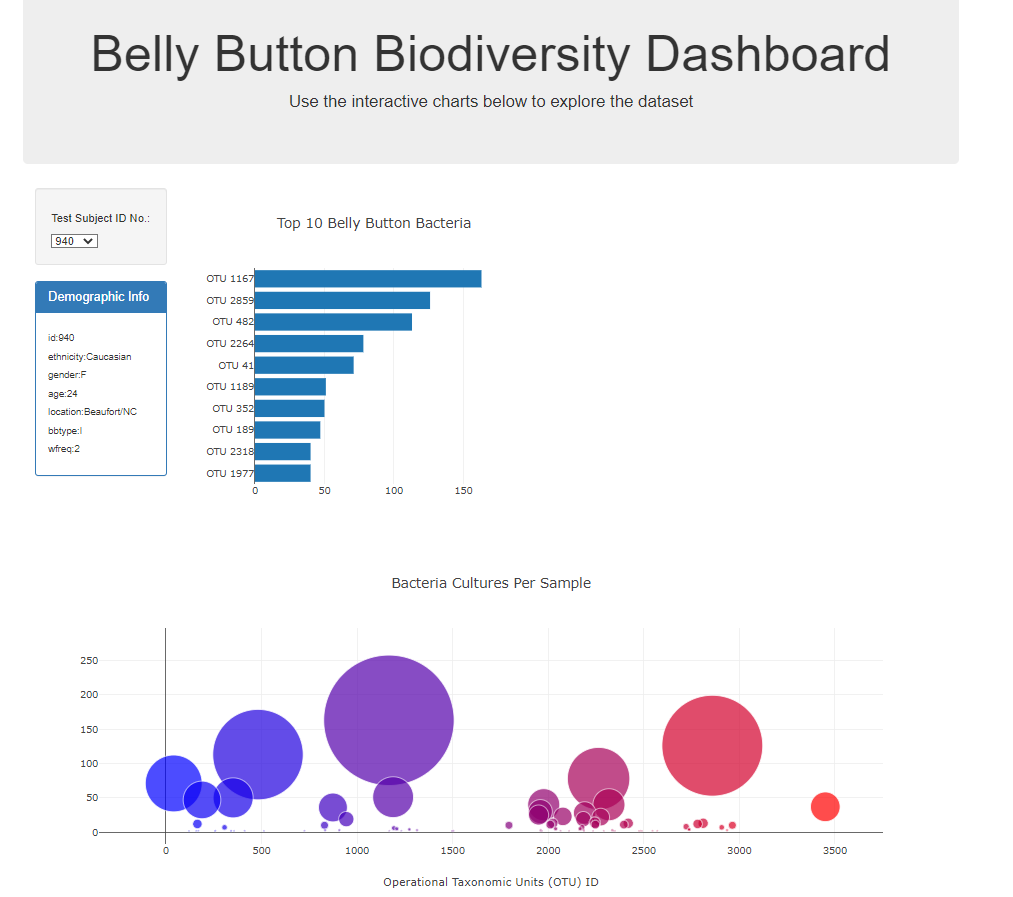 Belly Button Biodiversity Dashboard
Use the interactive charts below to explore the dataset
Test Subject ID No.:
940
Demographic Info
id:940
ethnicity:Caucasian
gender:F
age:24
location:Beaufort/NC
bbtype:I
wfreq:2
Top 10 Belly Button Bacteria
OTU 1167
OTU 2859
OTU 482
OTU 2264
OTU 41
OTU 1189
OTU 352
OTU 189
OTU 2318
OTU 1977
0 50 100 150
Bacteria Cultures Per Sample
250
200
150
100
50
0
0 500 1000 1500 2000 2500 3000 3500
Operational Taxonomic Units (OTU) ID